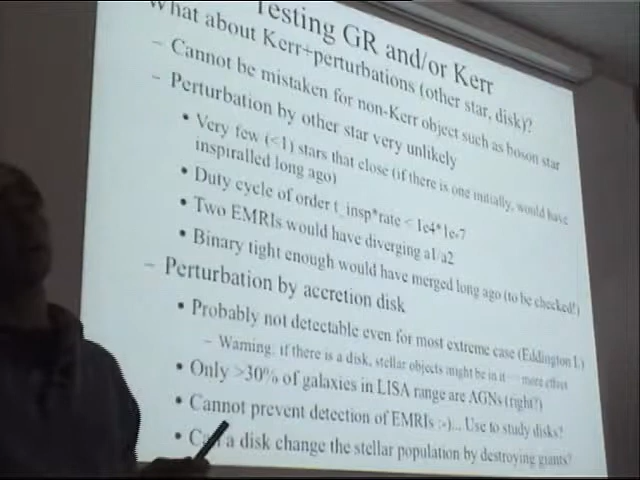 Testing GR and/or Kerr
What about Kerr+perturbations (other star, disk)?
– Cannot be mistaken for non-Kerr object such as boson star
– Perturbation by other star very unlikely
• Very few (<1) stars that close (if there is one initially, would have
inspiralled long ago)
• Duty cycle of order t_insp*rate < 1e4*1e-7
• Two EMRIs would have diverging a1/a2
• Binary tight enough would have merged long ago (to be checked!)
– Perturbation by accretion disk
• Probably not detectable even for most extreme case (Eddington L)
– Warning: if there is a disk, stellar objects might be in it — more effect
• Only >30% of galaxies in LISA range are AGNs (right?)
• Cannot prevent detection of EMRIs :-)... Use to study disks?
• Can a disk change the stellar population by destroying giants?